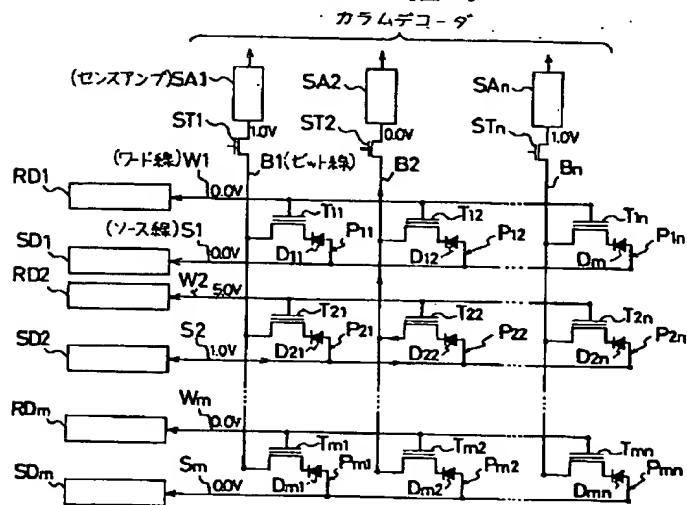 カラムデコーダ
(センスアンプ) SA1 SA2 SAn
ST1 1.0V ST2 0.0V STn 1.0V
(ワード線) W1 B1(ビット線) B2 Bn
RD1 0.0V
T11 T12 T1n
(ソース線) S1 P11 P12 P1n
SD1 0.0V
D11 D12 Dm
RD2 W2 5.0V
T21 T22 T2n
S2 P21 P22 P2n
SD2 1.0V D21 D22 D2n
Wm
RDm 0.0V
Tm1 Tm2 Tmn
Sm Pm1 Pm2 Pmn
SDm 0.0V Dm1 Dm2 Dmn